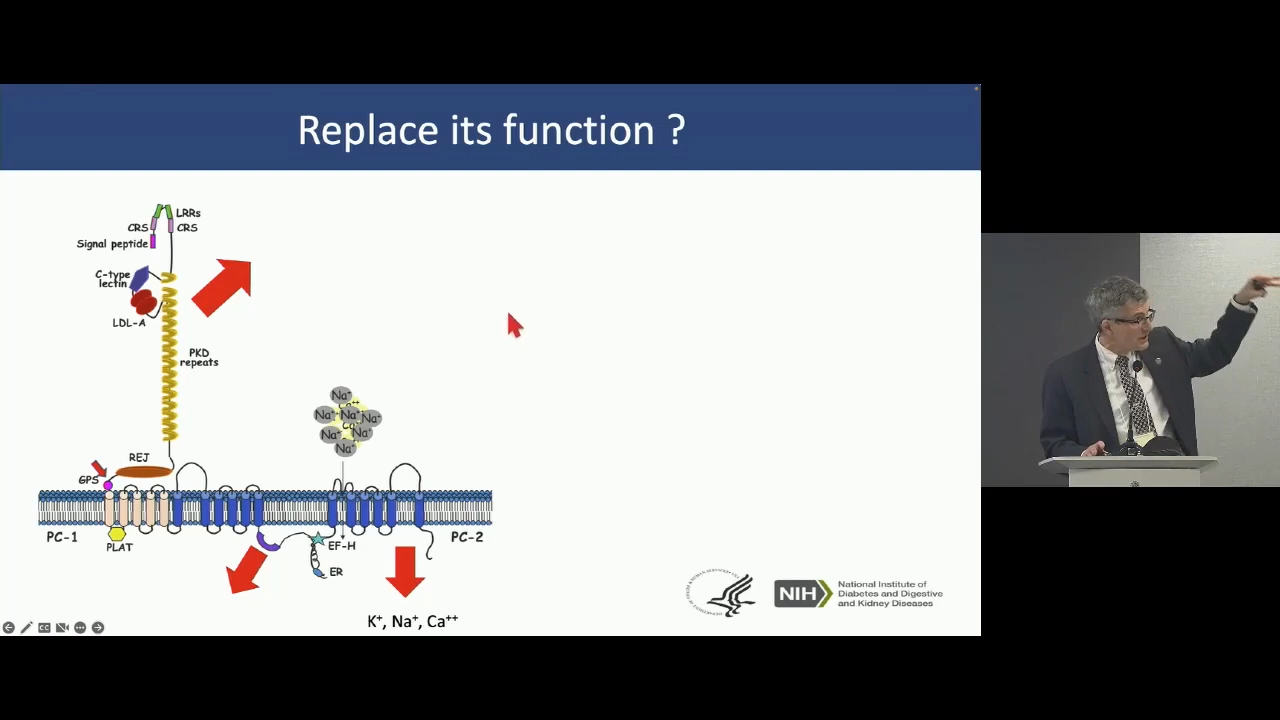 Replace its function ?
LRRs
CRS
CRS
Signal peptide
C-type
lectin
LDL-A
PKD
repeats
Na⁺
Na⁺
Na⁺
Na⁺
Na⁺
Na⁺
Na⁺
REJ
GPS
PC-1
PLAT
EF-H
PC-2
ER
K⁺, Na⁺, Ca⁺⁺
NIH
National Institute of
Diabetes and Digestive
and Kidney Diseases